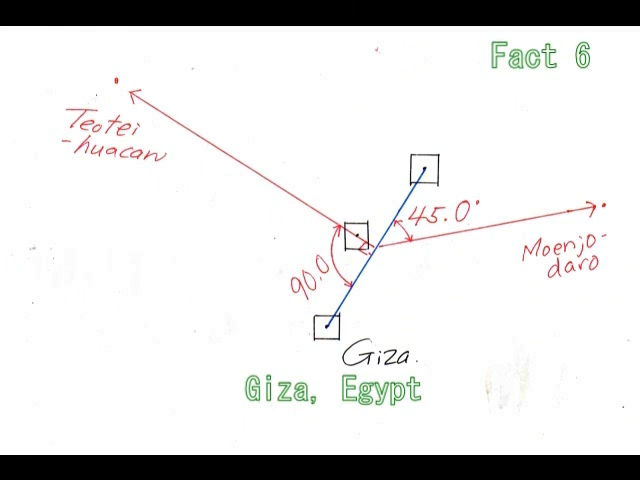 Fact 6
Teotei
-huacan
45.0°
Moenjo-
daro
90.0
Giza.
Giza, Egypt